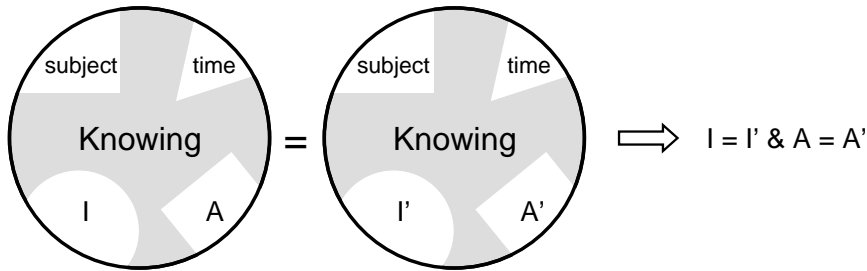 subject time
Knowing
I A
=
subject time
Knowing
I’ A’
I = I’ & A = A’